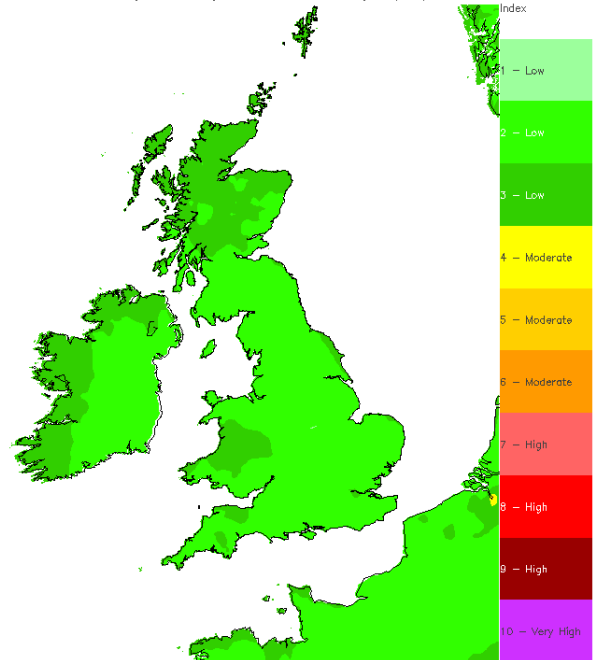 Index
1 – Low
2 – Low
3 – Low
4 – Moderate
5 – Moderate
6 – Moderate
7 – High
8 – High
9 – High
10 – Very High